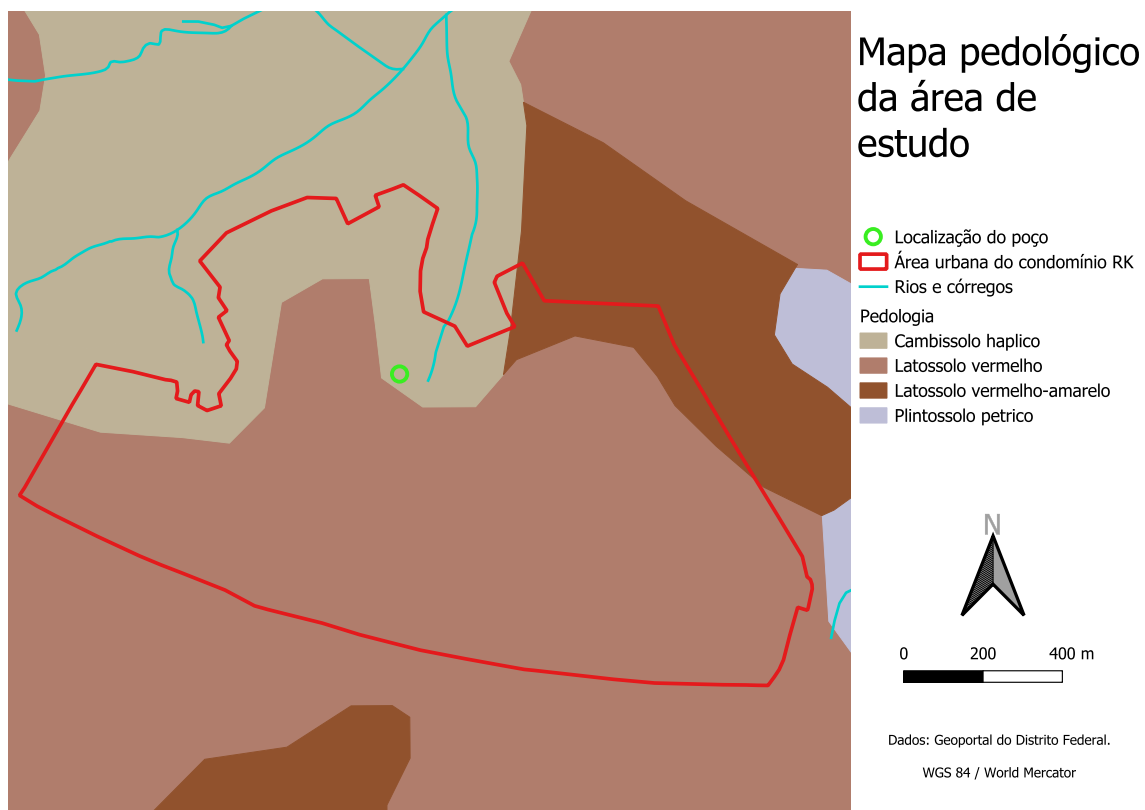 Mapa pedológico
da área de
estudo
Localização do poço
Área urbana do condomínio RK
Rios e córregos
Pedologia
Cambissolo haplico
Latossolo vermelho
Latossolo vermelho-amarelo
Plintossolo petrico
N
0 200 400 m
Dados: Geoportal do Distrito Federal.
WGS 84 / World Mercator